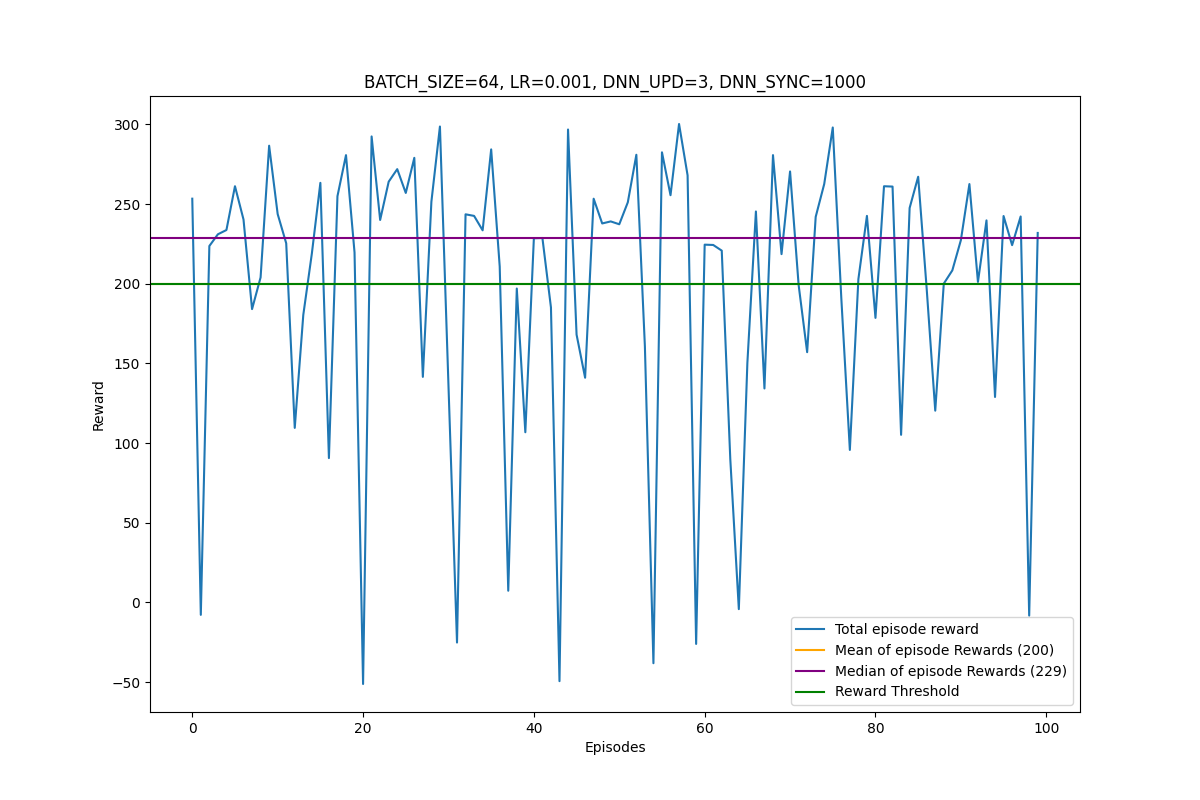 BATCH_SIZE=64, LR=0.001, DNN_UPD=3, DNN_SYNC=1000
300
250
200
150
100
50
0
−50
Reward
0 20 40 60 80 100
Episodes
Total episode reward
Mean of episode Rewards (200)
Median of episode Rewards (229)
Reward Threshold